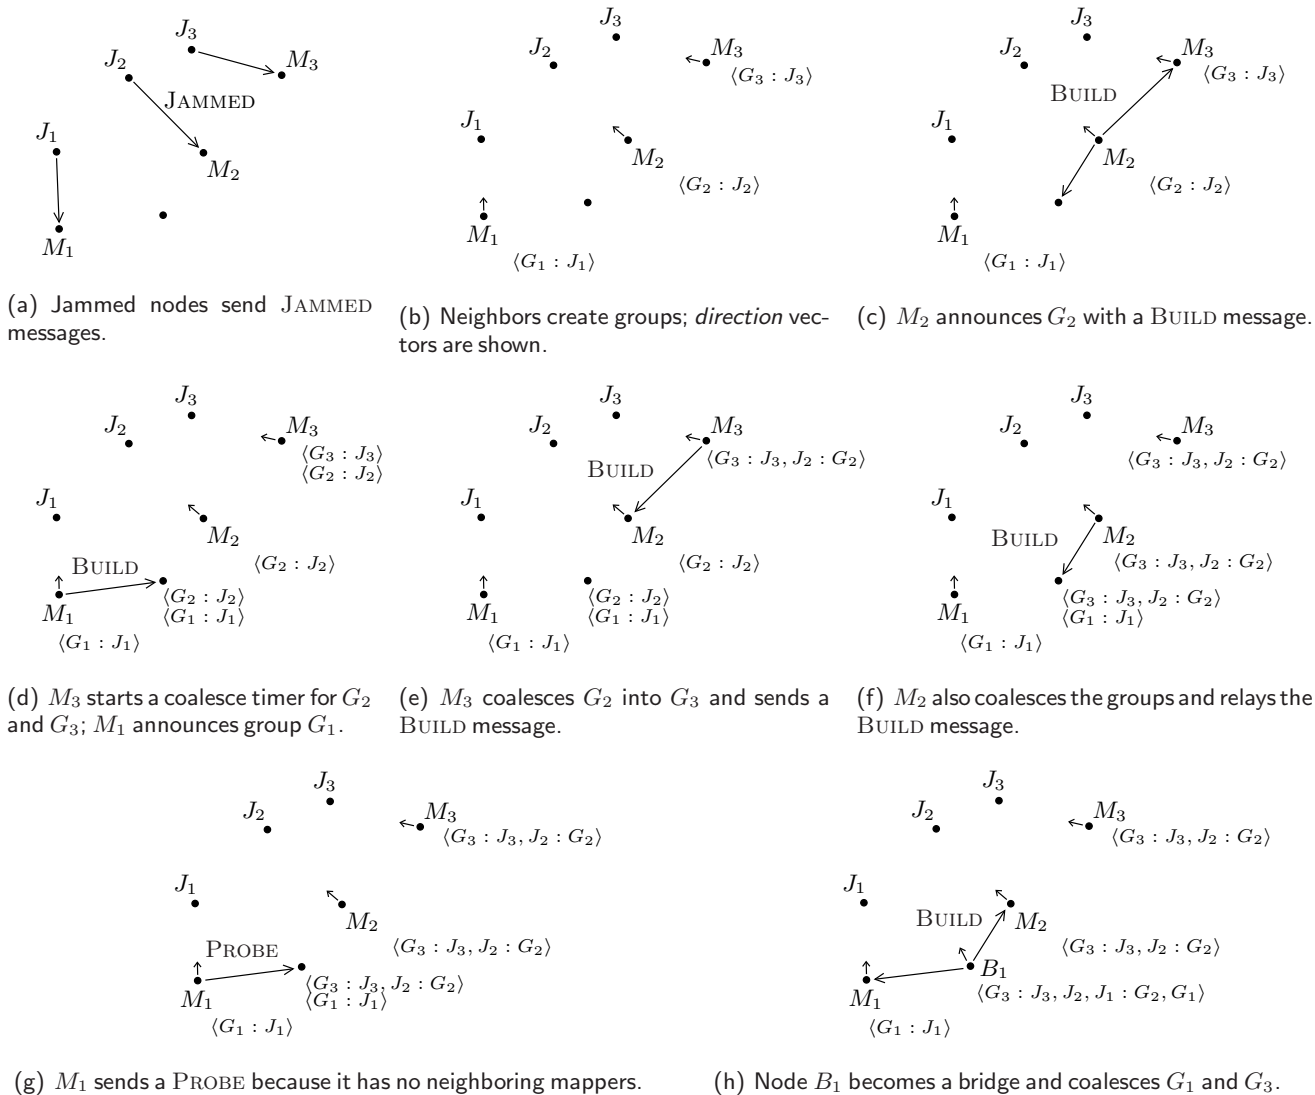 J₃
J₂
M₃
JAMMED
J₁
M₂
M₁
(a) Jammed nodes send JAMMED
messages.
J₃
J₂
M₃
⟨G₃ : J₃⟩
J₁
M₂
⟨G₂ : J₂⟩
M₁
⟨G₁ : J₁⟩
(b) Neighbors create groups; direction vec-
tors are shown.
J₃
J₂
M₃
⟨G₃ : J₃⟩
BUILD
J₁
M₂
⟨G₂ : J₂⟩
M₁
⟨G₁ : J₁⟩
(c) M₂ announces G₂ with a BUILD message.
J₃
J₂
M₃
⟨G₃ : J₃⟩
⟨G₂ : J₂⟩
J₁
M₂
⟨G₂ : J₂⟩
BUILD
⟨G₂ : J₂⟩
⟨G₁ : J₁⟩
M₁
⟨G₁ : J₁⟩
(d) M₃ starts a coalesce timer for G₂
and G₃; M₁ announces group G₁.
J₃
J₂
M₃
⟨G₃ : J₃, J₂ : G₂⟩
BUILD
J₁
M₂
⟨G₂ : J₂⟩
⟨G₂ : J₂⟩
⟨G₁ : J₁⟩
M₁
⟨G₁ : J₁⟩
(e) M₃ coalesces G₂ into G₃ and sends a
BUILD message.
J₃
J₂
M₃
⟨G₃ : J₃, J₂ : G₂⟩
J₁
BUILD
M₂
⟨G₃ : J₃, J₂ : G₂⟩
⟨G₃ : J₃, J₂ : G₂⟩
⟨G₁ : J₁⟩
M₁
⟨G₁ : J₁⟩
(f) M₂ also coalesces the groups and relays the
BUILD message.
J₃
J₂
M₃
⟨G₃ : J₃, J₂ : G₂⟩
J₁
M₂
⟨G₃ : J₃, J₂ : G₂⟩
PROBE
⟨G₃ : J₃, J₂ : G₂⟩
⟨G₁ : J₁⟩
M₁
⟨G₁ : J₁⟩
(g) M₁ sends a PROBE because it has no neighboring mappers.
J₃
J₂
M₃
⟨G₃ : J₃, J₂ : G₂⟩
J₁
BUILD
M₂
⟨G₃ : J₃, J₂ : G₂⟩
B₁
⟨G₃ : J₃, J₂, J₁ : G₂, G₁⟩
M₁
⟨G₁ : J₁⟩
(h) Node B₁ becomes a bridge and coalesces G₁ and G₃.